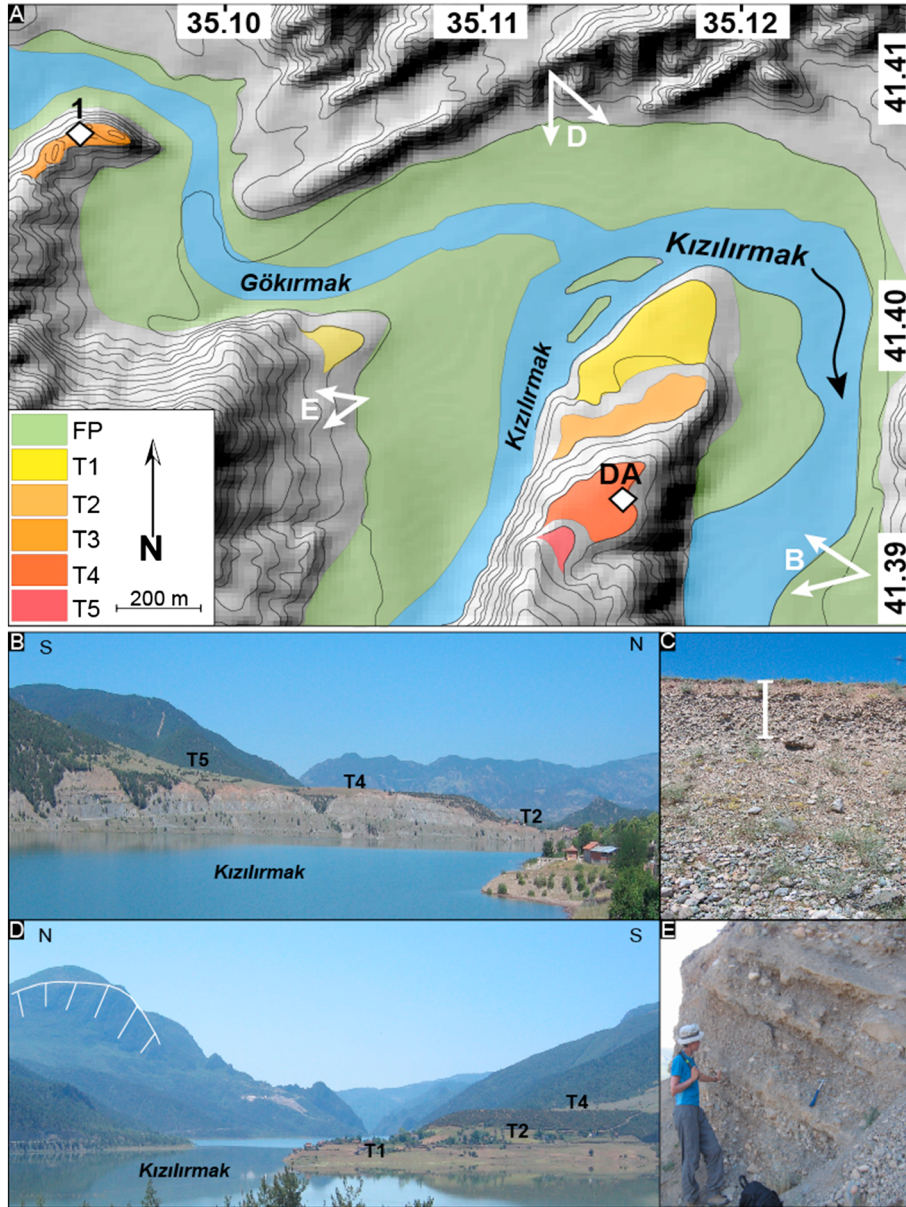 A
35.10
35.11
35.12
41.41
1
D
Kızılırmak
Gökırmak
41.40
Kızılırmak
E
FP
T1
T2
T3
T4
T5
N
200 m
DA
B
41.39
B
S
N
T5
T4
T2
Kızılırmak
C
D
N
S
T4
T2
T1
Kızılırmak
E